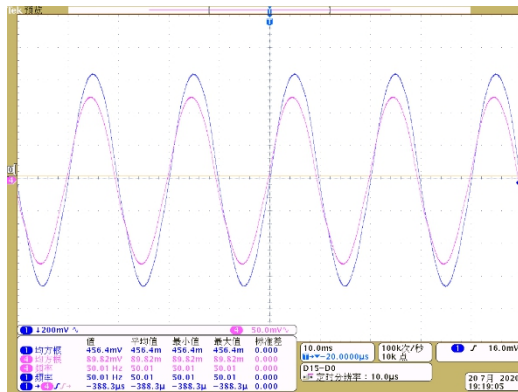 Tek 预览
1 ↓200mV 4 50.0mV
值 平均值 最小值 最大值 标准差
1 均方根 456.4mV 456.4m 456.4m 456.4m 0.000
4 均方根 89.82mV 89.82m 89.82m 89.82m 0.000
4 频率 50.01 Hz 50.01 50.01 50.01 0.000
1 频率 50.01 Hz 50.01 50.01 50.01 0.000
1 → 4 −388.3µs −388.3µ −388.3µ −388.3µ 0.000
10.0ms
−20.0000µs
100k次/秒
10k 点
1 16.0mV
D15-D0
定时分辨率：10.0µs
20 7月 2020
19:19:05